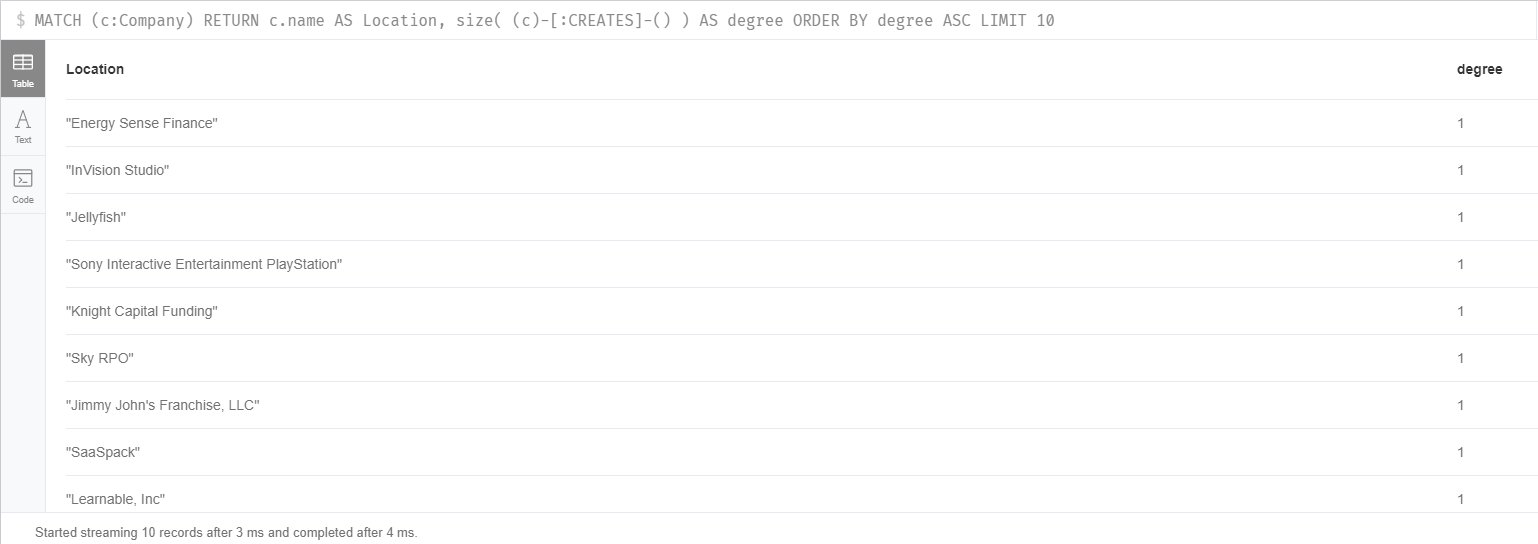 $ MATCH (c:Company) RETURN c.name AS Location, size( (c)-[:CREATES]-() ) AS degree ORDER BY degree ASC LIMIT 10
Table
Text
Code
Location degree
"Energy Sense Finance" 1
"InVision Studio" 1
"Jellyfish" 1
"Sony Interactive Entertainment PlayStation" 1
"Knight Capital Funding" 1
"Sky RPO" 1
"Jimmy John's Franchise, LLC" 1
"SaaSpack" 1
"Learnable, Inc" 1
Started streaming 10 records after 3 ms and completed after 4 ms.